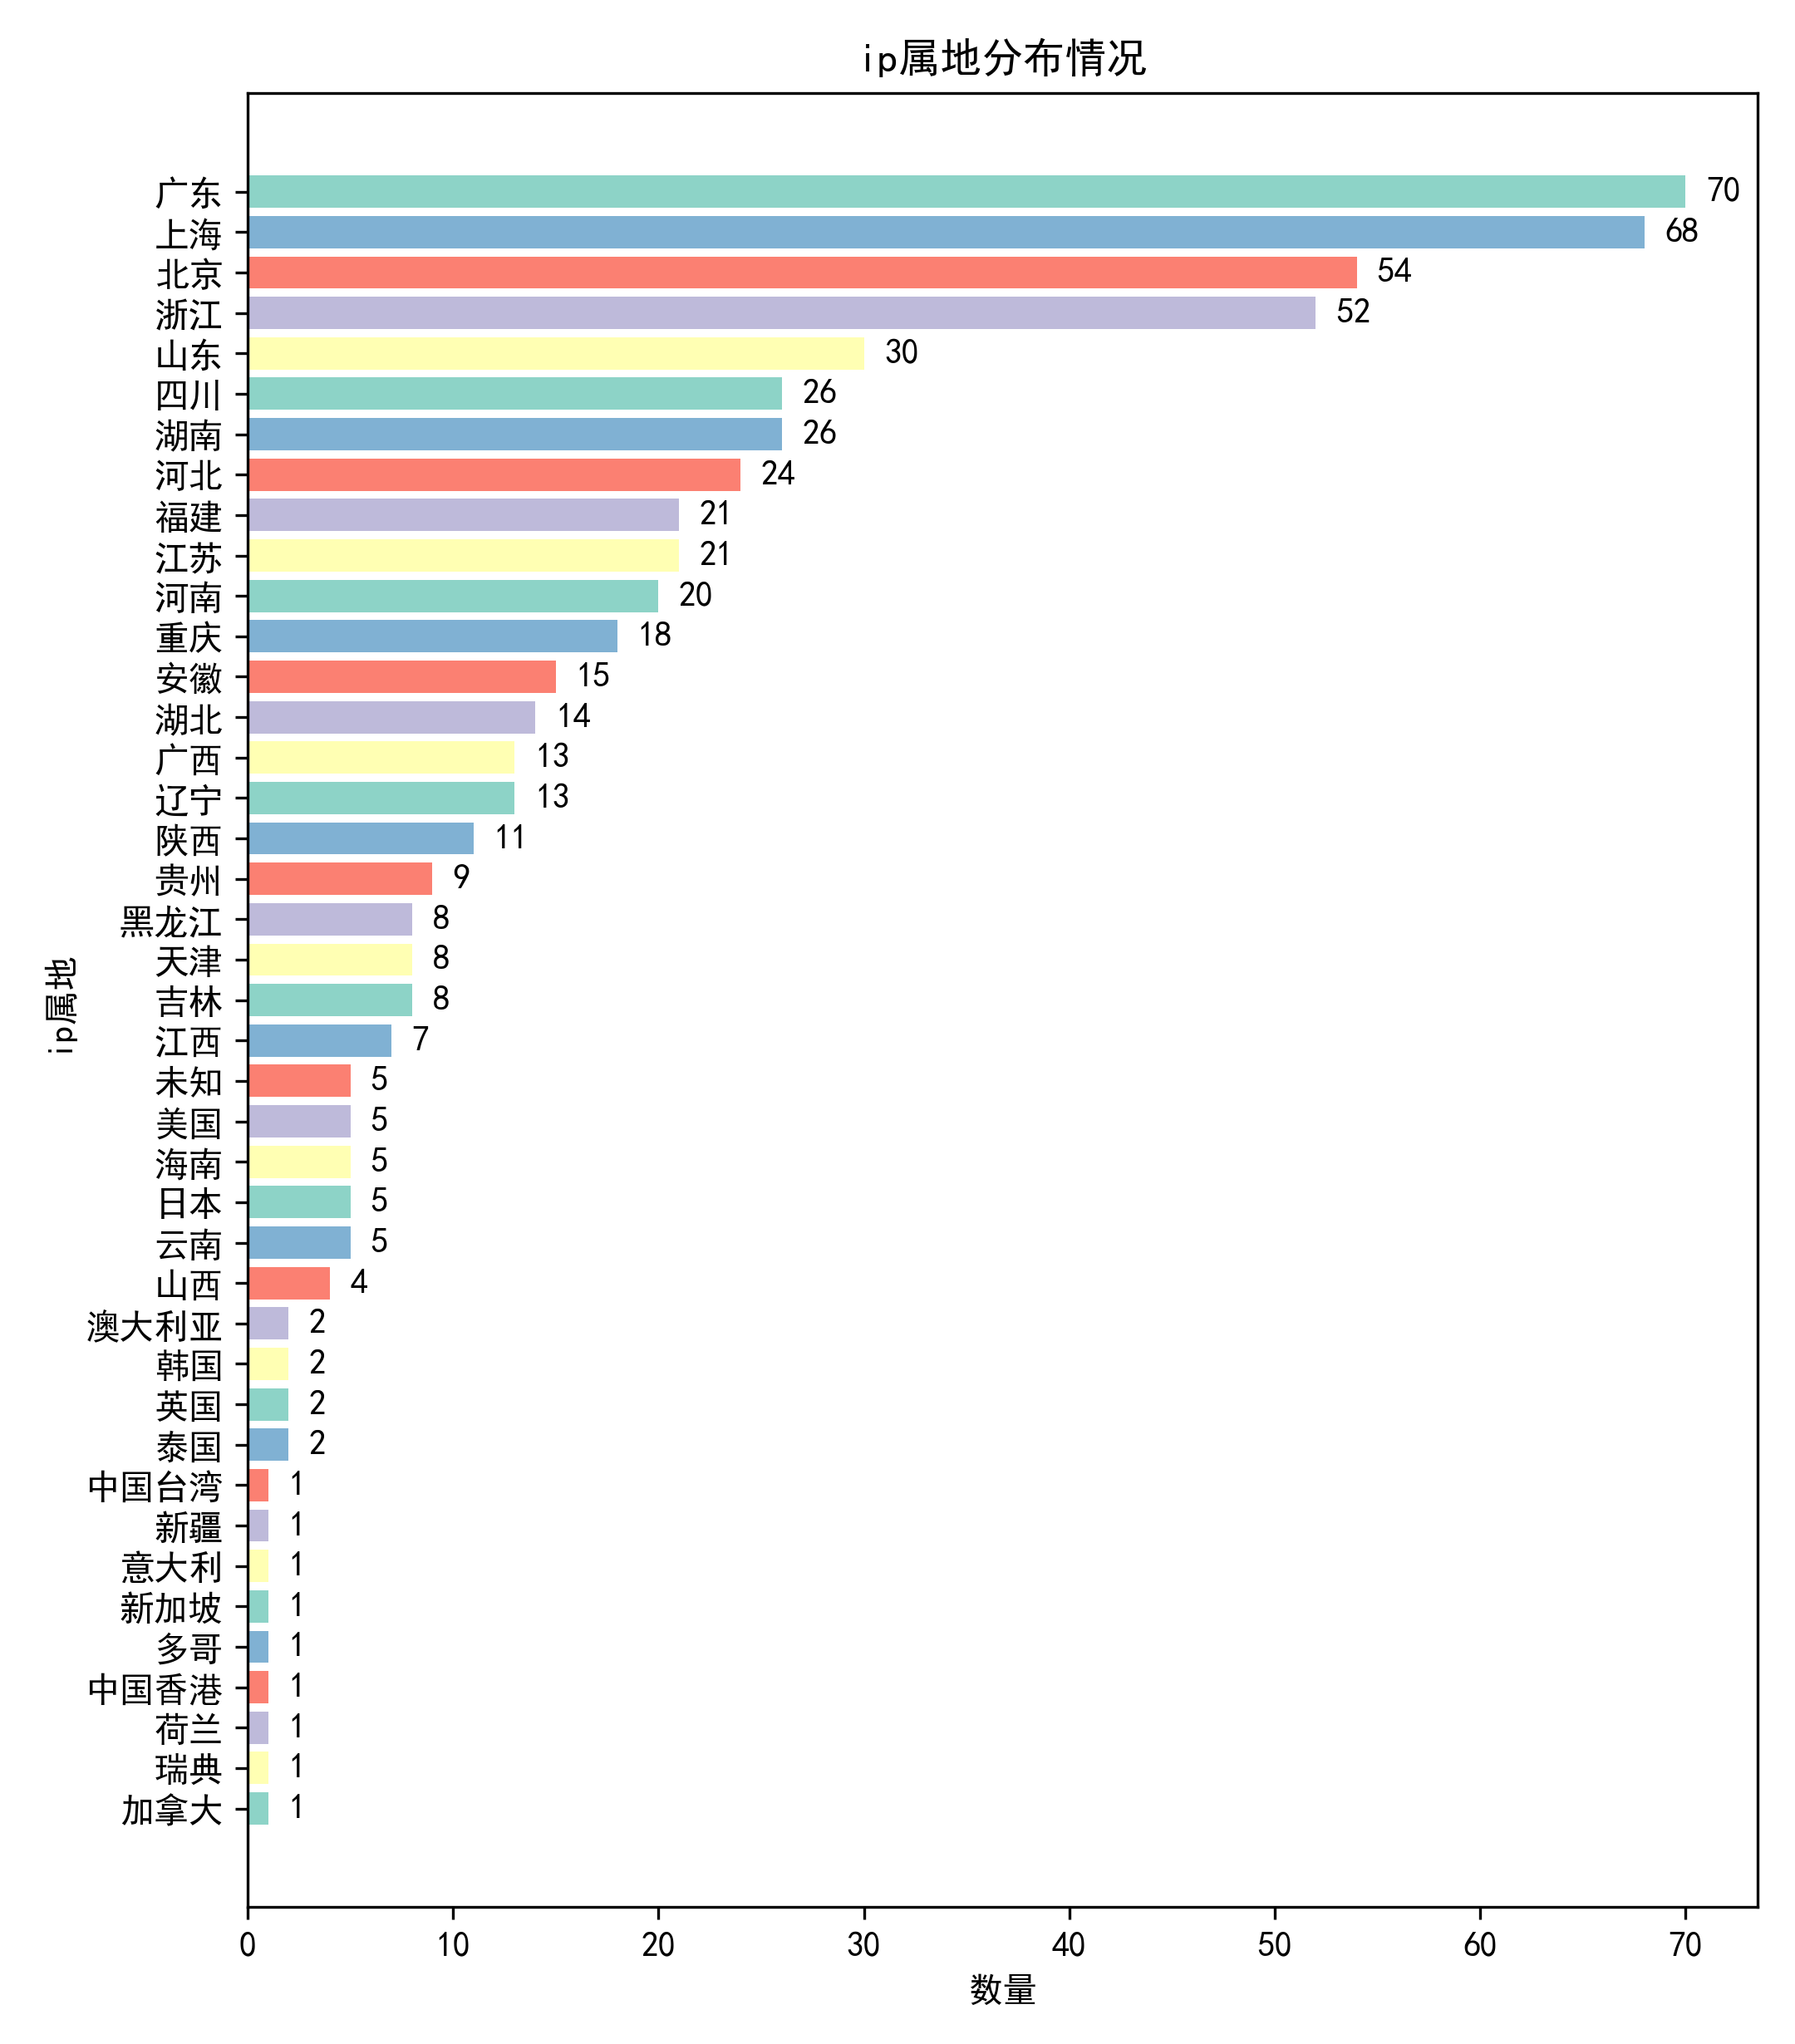 ip属地分布情况
广东 70
上海 68
北京 54
浙江 52
山东 30
四川 26
湖南 26
河北 24
福建 21
江苏 21
河南 20
重庆 18
安徽 15
湖北 14
广西 13
辽宁 13
陕西 11
贵州 9
黑龙江 8
天津 8
吉林 8
江西 7
未知 5
美国 5
海南 5
日本 5
云南 5
山西 4
澳大利亚 2
韩国 2
英国 2
泰国 2
中国台湾 1
新疆 1
意大利 1
新加坡 1
多哥 1
中国香港 1
荷兰 1
瑞典 1
加拿大 1
ip属地
0 10 20 30 40 50 60 70
数量